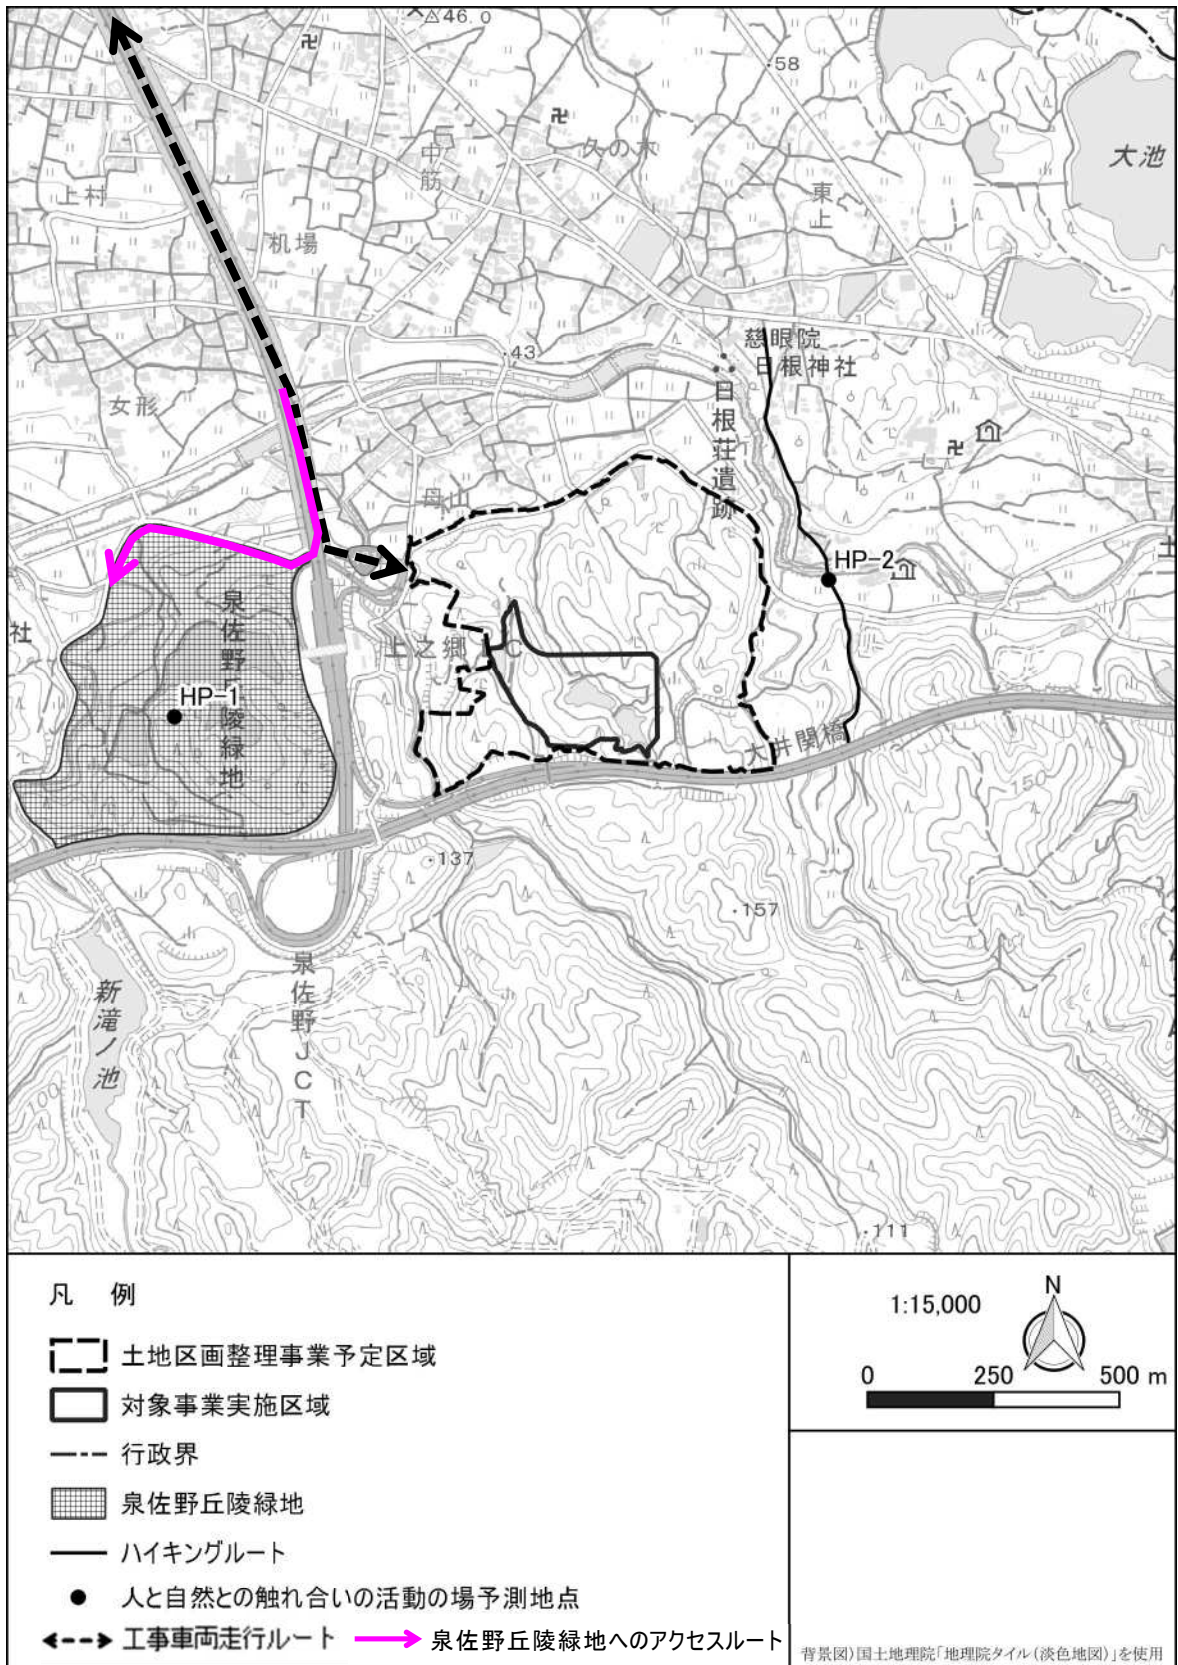 46.0
58
久の木
中筋
大池
東上
上村
机場
慈眼院
日根神社
43
女形
日根荘遺跡
母山
HP-2
土
泉佐野丘陵緑地
社
上之郷IC
HP-1
大井関橋
150
137
157
泉佐野JCT
新滝ノ池
100
111
凡 例
土地区画整理事業予定区域
対象事業実施区域
行政界
泉佐野丘陵緑地
ハイキングルート
人と自然との触れ合いの活動の場予測地点
工事車両走行ルート
泉佐野丘陵緑地へのアクセスルート
1:15,000
N
0 250 500 m
背景図)国土地理院「地理院タイル(淡色地図)」を使用